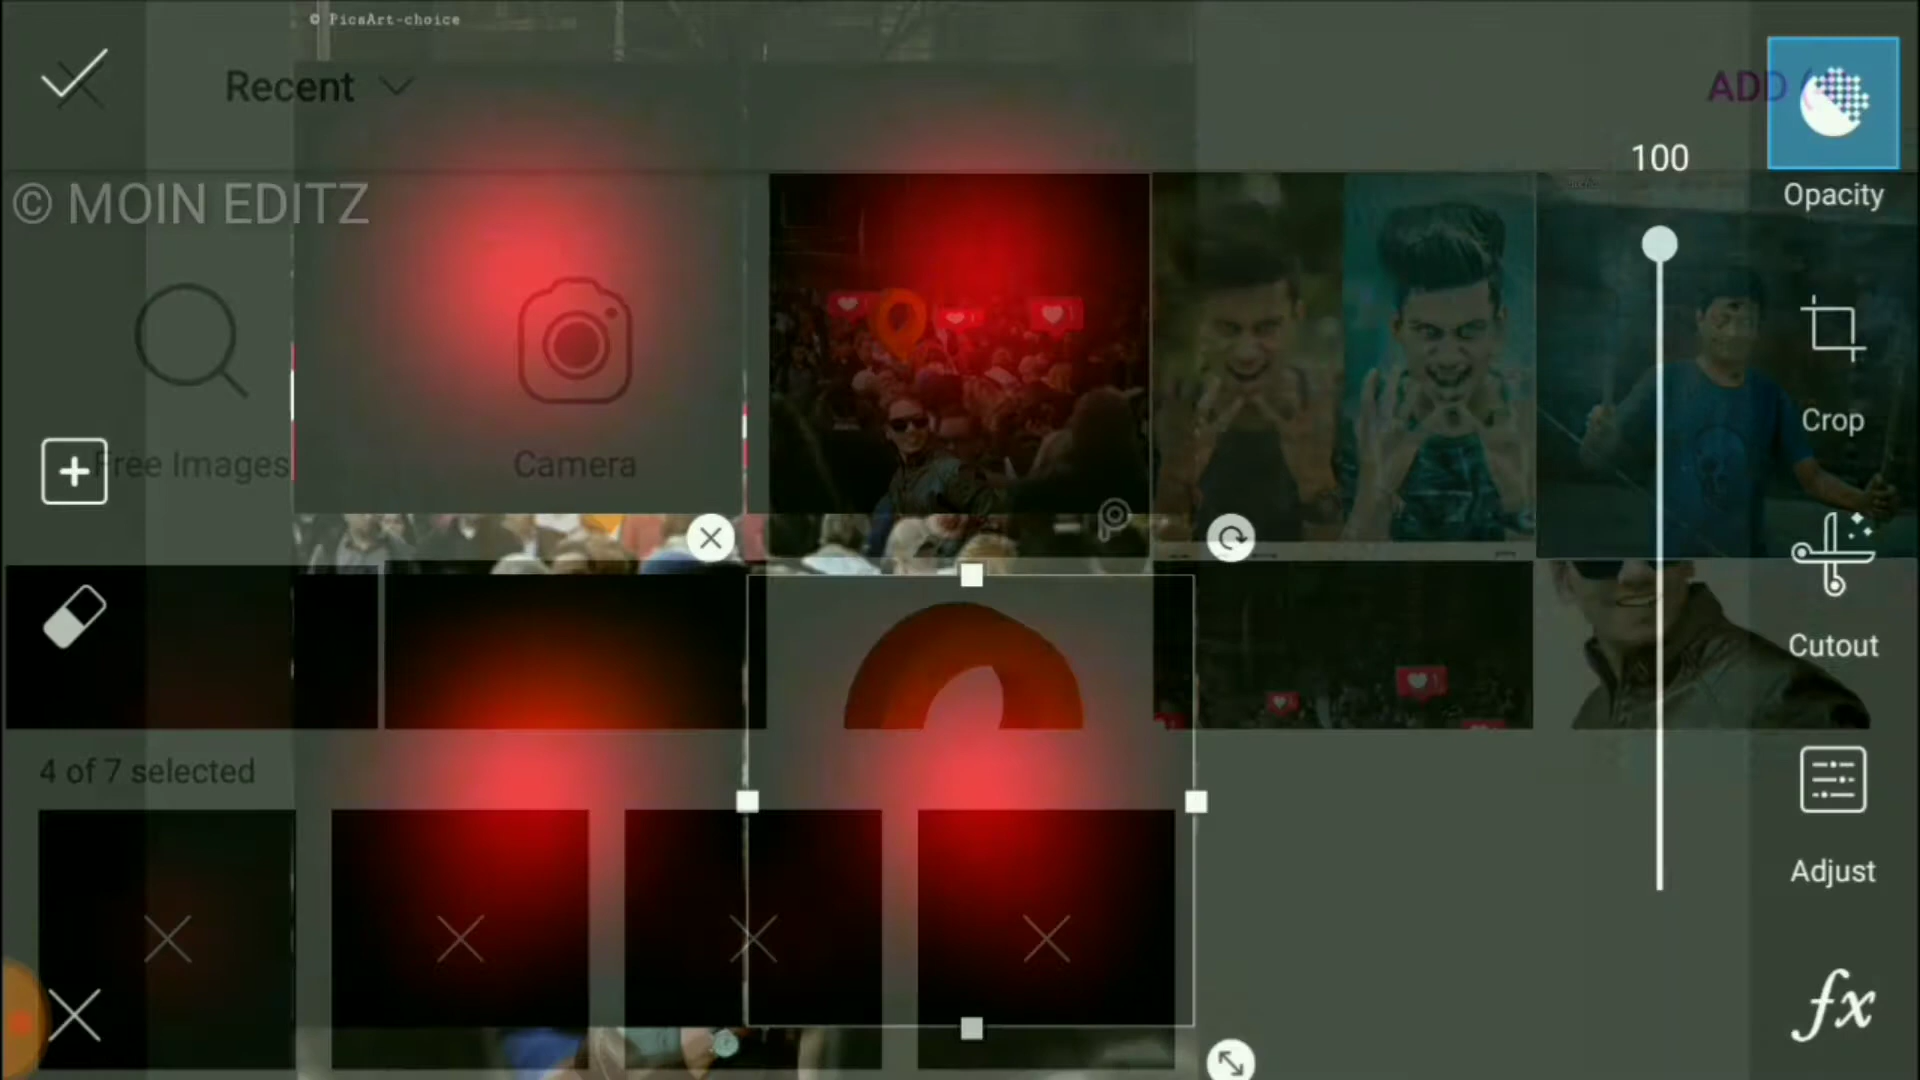 © PicsArt-choice
Recent
ADD (
100
© MOIN EDITZ
Opacity
Free Images
Camera
Crop
Cutout
4 of 7 selected
Adjust
fx